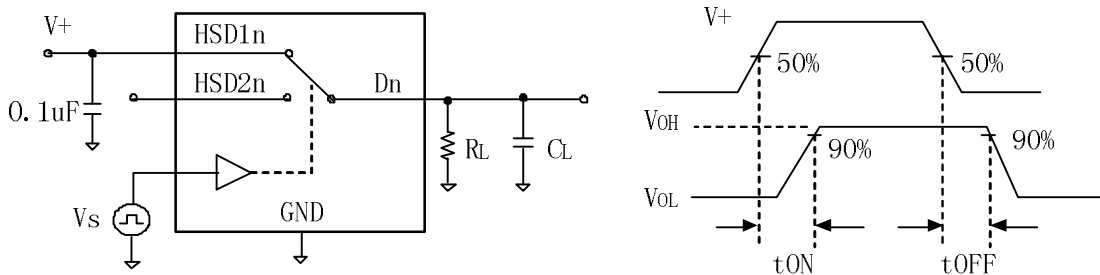 V+
HSD1n
HSD2n
Dn
0.1uF
RL
CL
Vs
GND
V+
50%
50%
VOH
90%
90%
VOL
tON
tOFF